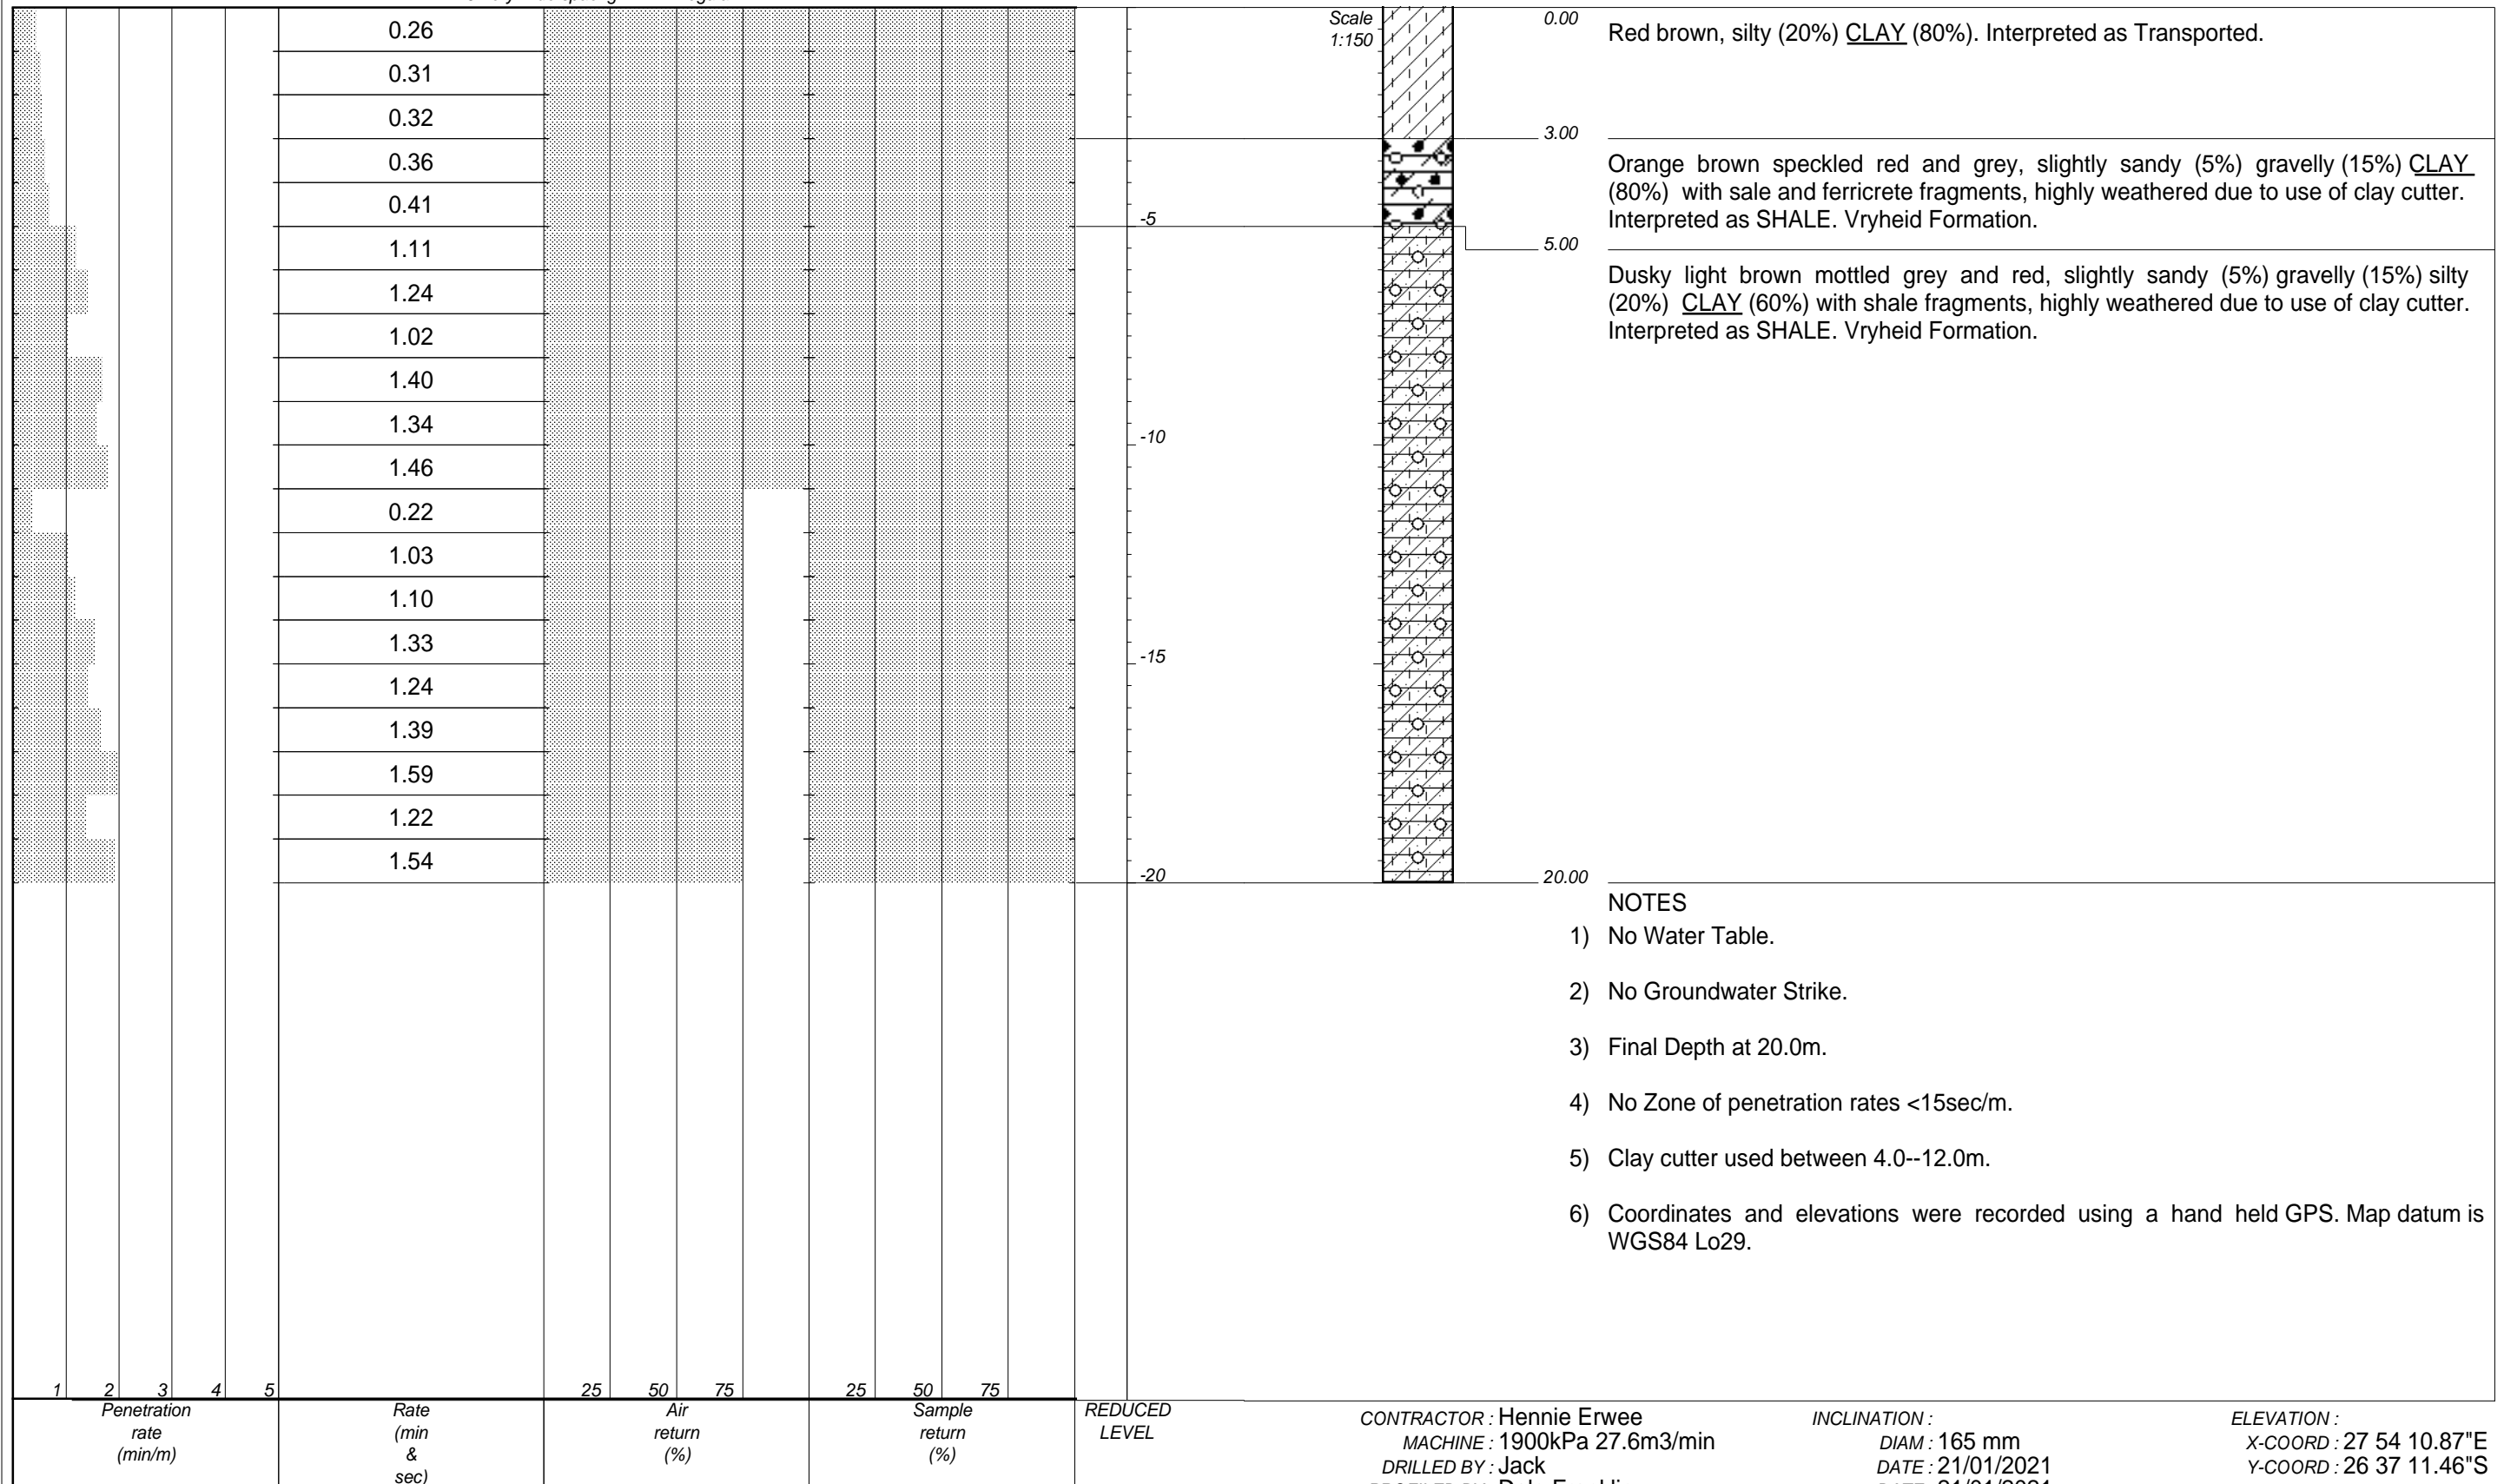 Scale
1:150
0.26
0.31
0.32
0.36
0.41
1.11
1.24
1.02
1.40
1.34
1.46
0.22
1.03
1.10
1.33
1.24
1.39
1.59
1.22
1.54
-5
-10
-15
-20
0.00
Red brown, silty (20%) CLAY (80%). Interpreted as Transported.
3.00
Orange brown speckled red and grey, slightly sandy (5%) gravelly (15%) CLAY
(80%) with sale and ferricrete fragments, highly weathered due to use of clay cutter.
Interpreted as SHALE. Vryheid Formation.
5.00
Dusky light brown mottled grey and red, slightly sandy (5%) gravelly (15%) silty
(20%) CLAY (60%) with shale fragments, highly weathered due to use of clay cutter.
Interpreted as SHALE. Vryheid Formation.
20.00
NOTES
1) No Water Table.
2) No Groundwater Strike.
3) Final Depth at 20.0m.
4) No Zone of penetration rates <15sec/m.
5) Clay cutter used between 4.0--12.0m.
6) Coordinates and elevations were recorded using a hand held GPS. Map datum is
WGS84 Lo29.
1 2 3 4 5 25 50 75 25 50 75
Penetration
rate
(min/m)
Rate
(min
&
sec)
Air
return
(%)
Sample
return
(%)
REDUCED
LEVEL
CONTRACTOR : Hennie Erwee
MACHINE : 1900kPa 27.6m3/min
DRILLED BY : Jack
INCLINATION :
DIAM : 165 mm
DATE : 21/01/2021
ELEVATION :
X-COORD : 27 54 10.87"E
Y-COORD : 26 37 11.46"S